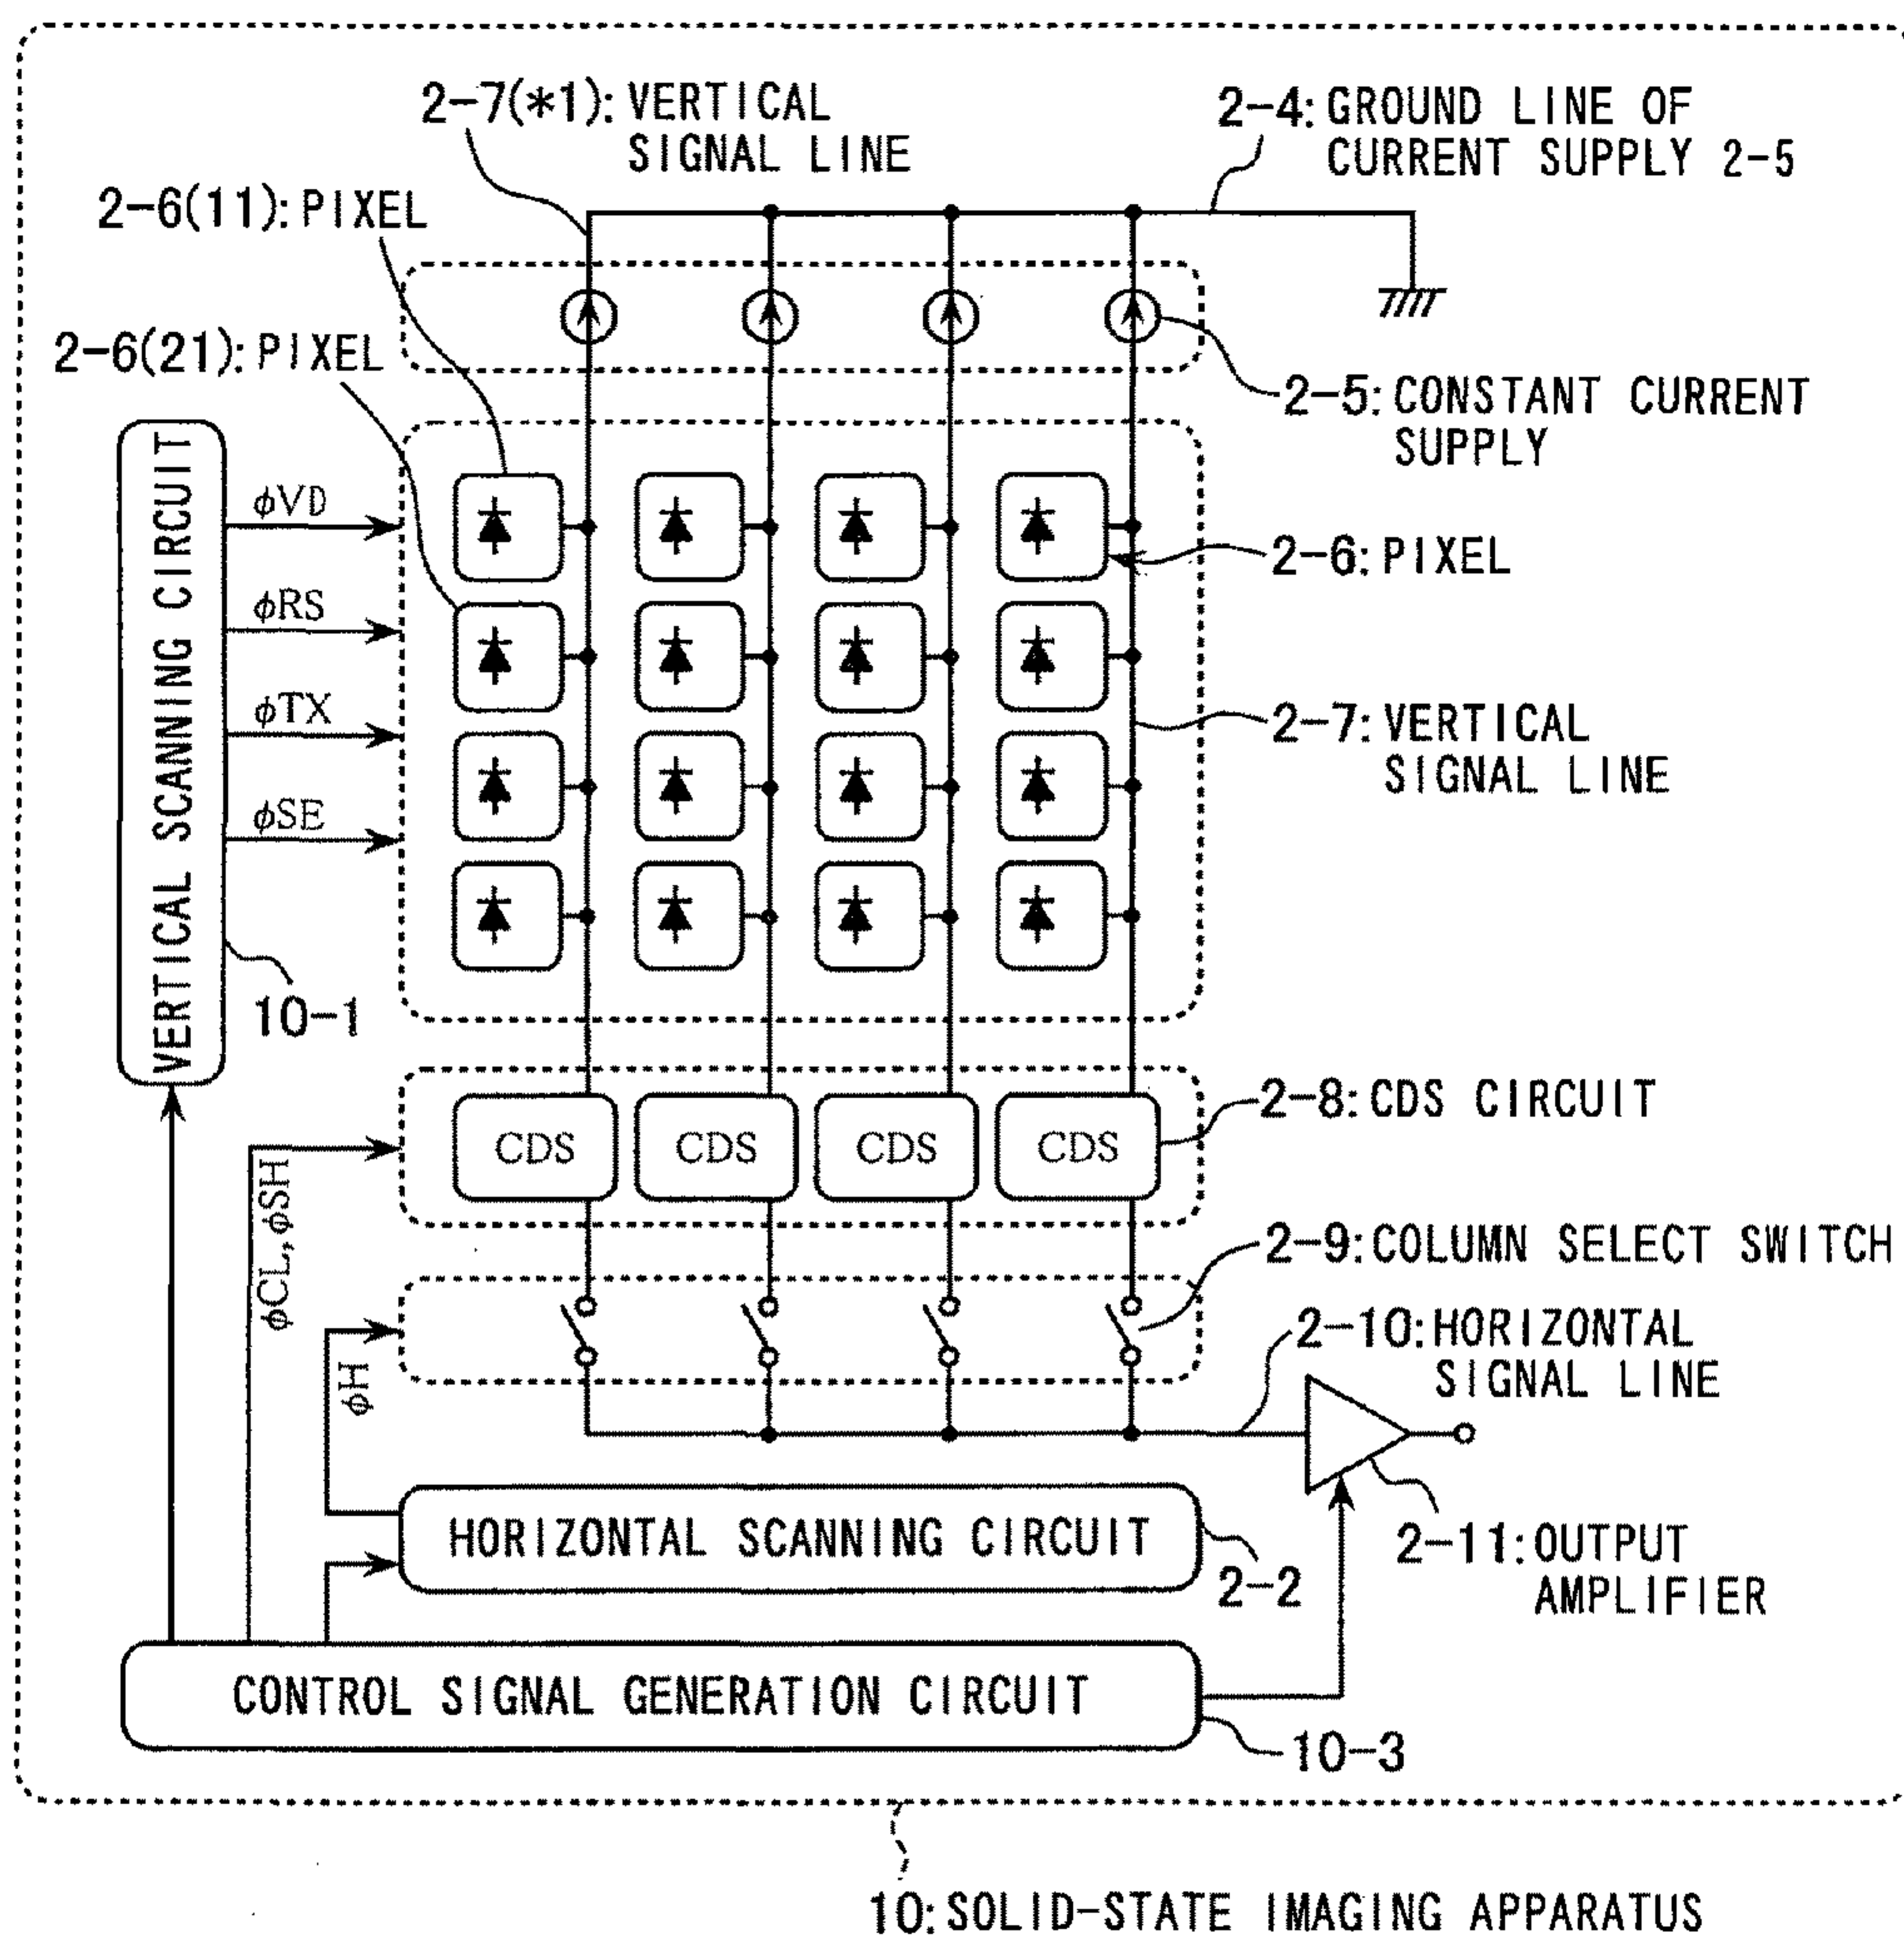 2-7(*1): VERTICAL
SIGNAL LINE
2-4: GROUND LINE OF
CURRENT SUPPLY 2-5
2-6(11): PIXEL
2-6(21): PIXEL
2-5: CONSTANT CURRENT
SUPPLY
VERTICAL SCANNING CIRCUIT
ϕVD
ϕRS
ϕTX
ϕSE
10-1
2-6: PIXEL
2-7: VERTICAL
SIGNAL LINE
CDS
CDS
CDS
CDS
2-8: CDS CIRCUIT
ϕCL, ϕSH
2-9: COLUMN SELECT SWITCH
ϕH
2-10: HORIZONTAL
SIGNAL LINE
HORIZONTAL SCANNING CIRCUIT
2-2
2-11: OUTPUT
AMPLIFIER
CONTROL SIGNAL GENERATION CIRCUIT
10-3
10: SOLID-STATE IMAGING APPARATUS